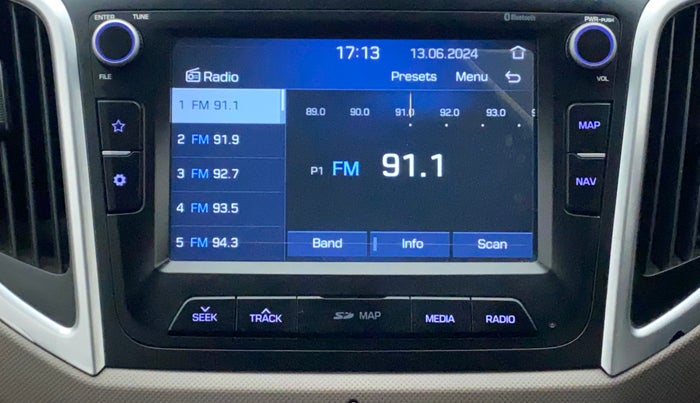 ENTER TUNE
Bluetooth
PWR-PUSH
17:13 13.06.2024
FILE
VOL
Radio Presets Menu
1 FM 91.1
89.0 90.0 91.0 92.0 93.0
2 FM 91.9
MAP
3 FM 92.7
P1 FM 91.1
NAV
4 FM 93.5
5 FM 94.3
Band Info Scan
SEEK TRACK SD MAP MEDIA RADIO